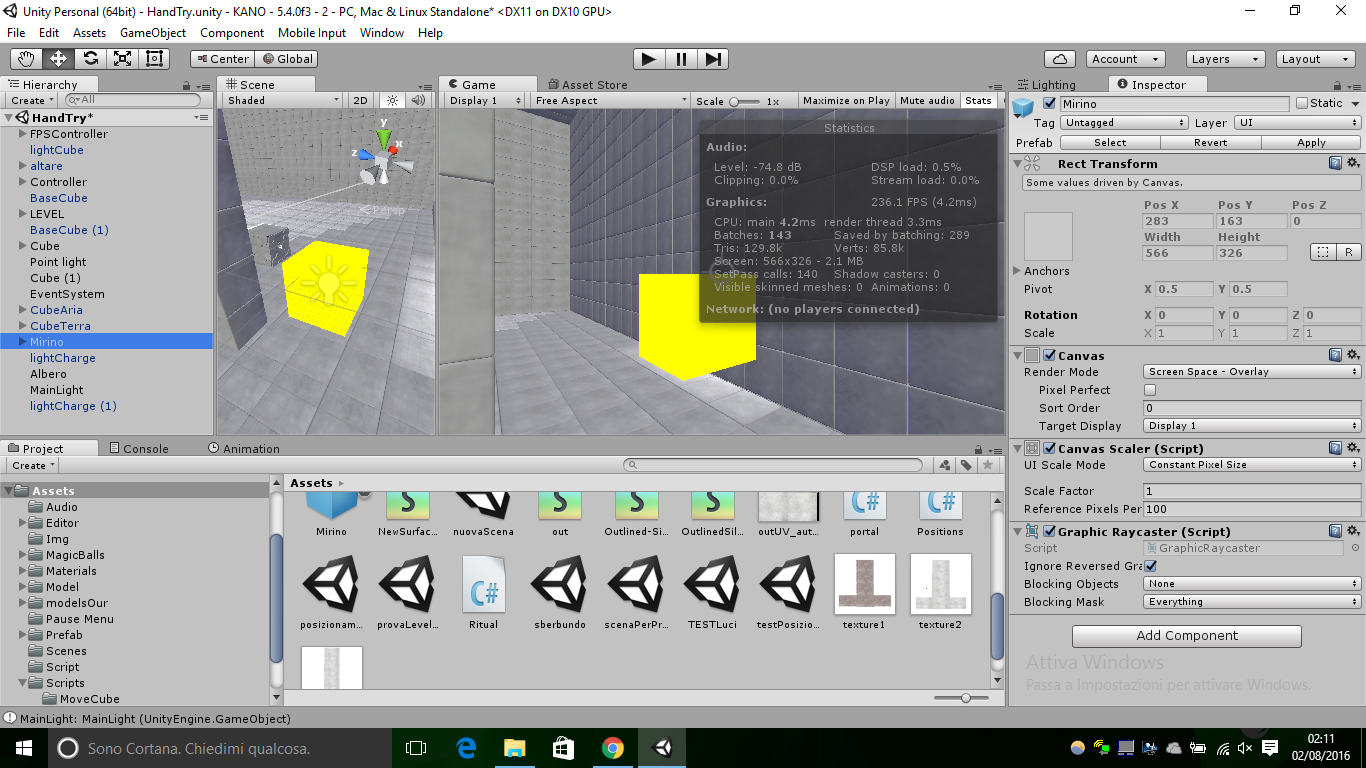 Unity Personal (64bit) - HandTry.unity - KANO - 5.4.0f3 - 2 - PC, Mac & Linux Standalone* <DX11 on DX10 GPU>
File Edit Assets GameObject Component Mobile Input Window Help
Center Global Account Layers Layout
Hierarchy
Create All
HandTry*
FPSController
lightCube
altare
Controller
BaseCube
LEVEL
BaseCube (1)
Cube
Point light
Cube (1)
EventSystem
CubeAria
CubeTerra
Mirino
lightCharge
Albero
MainLight
lightCharge (1)
Scene
Shaded 2D
y
z x
Persp
Game Asset Store
Display 1 Free Aspect Scale 1x Maximize on Play Mute audio Stats
Statistics
Audio:
Level: -74.8 dB DSP load: 0.5%
Clipping: 0.0% Stream load: 0.0%
Graphics: 236.1 FPS (4.2ms)
CPU: main 4.2ms render thread 3.3ms
Batches: 143 Saved by batching: 289
Tris: 129.8k Verts: 85.8k
Screen: 566x326 - 2.1 MB
SetPass calls: 140 Shadow casters: 0
Visible skinned meshes: 0 Animations: 0
Network: (no players connected)
Lighting Inspector
Mirino Static
Tag Untagged Layer UI
Prefab Select Revert Apply
Rect Transform
Some values driven by Canvas.
Pos X Pos Y Pos Z
283 163 0
Width Height
566 326 R
Anchors
Pivot X 0.5 Y 0.5
Rotation X 0 Y 0 Z 0
Scale X 1 Y 1 Z 1
Canvas
Render Mode Screen Space - Overlay
Pixel Perfect
Sort Order 0
Target Display Display 1
Canvas Scaler (Script)
UI Scale Mode Constant Pixel Size
Scale Factor 1
Reference Pixels Per 100
Graphic Raycaster (Script)
Script GraphicRaycaster
Ignore Reversed Gra
Blocking Objects None
Blocking Mask Everything
Add Component
Attiva Windows
Passa a Impostazioni per attivare Windows.
Project Console Animation
Create
Assets
Audio
Editor
Img
MagicBalls
Materials
Model
modelsOur
Pause Menu
Prefab
Scenes
Script
Scripts
MoveCube
Assets
S S S S C# C#
Mirino NewSurfac... nuovaScena out Outlined-Si... OutlinedSil... outUV_aut... portal Positions
C#
posizionam... provaLevel... Ritual sberbundo scenaPerPr... TESTLuci testPosizio... texture1 texture2
MainLight: MainLight (UnityEngine.GameObject)
Sono Cortana. Chiedimi qualcosa.
02:11
02/08/2016